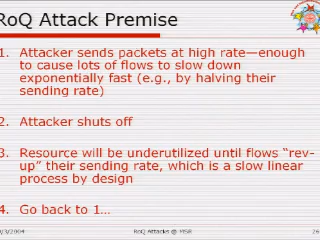 RoQ Attack Premise
1. Attacker sends packets at high rate—enough
to cause lots of flows to slow down
exponentially fast (e.g., by halving their
sending rate)
2. Attacker shuts off
3. Resource will be underutilized until flows “rev-
up” their sending rate, which is a slow linear
process by design
4. Go back to 1…
/3/2004 RoQ Attacks @ MSR 26